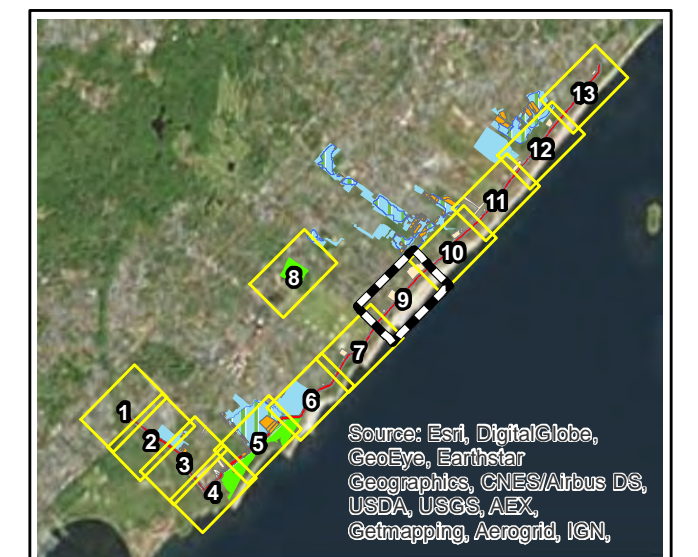 13
12
11
10
8
9
7
6
1
2
5
3
4
Source: Esri, DigitalGlobe,
GeoEye, Earthstar
Geographics, CNES/Airbus DS,
USDA, USGS, AEX,
Getmapping, Aerogrid, IGN,